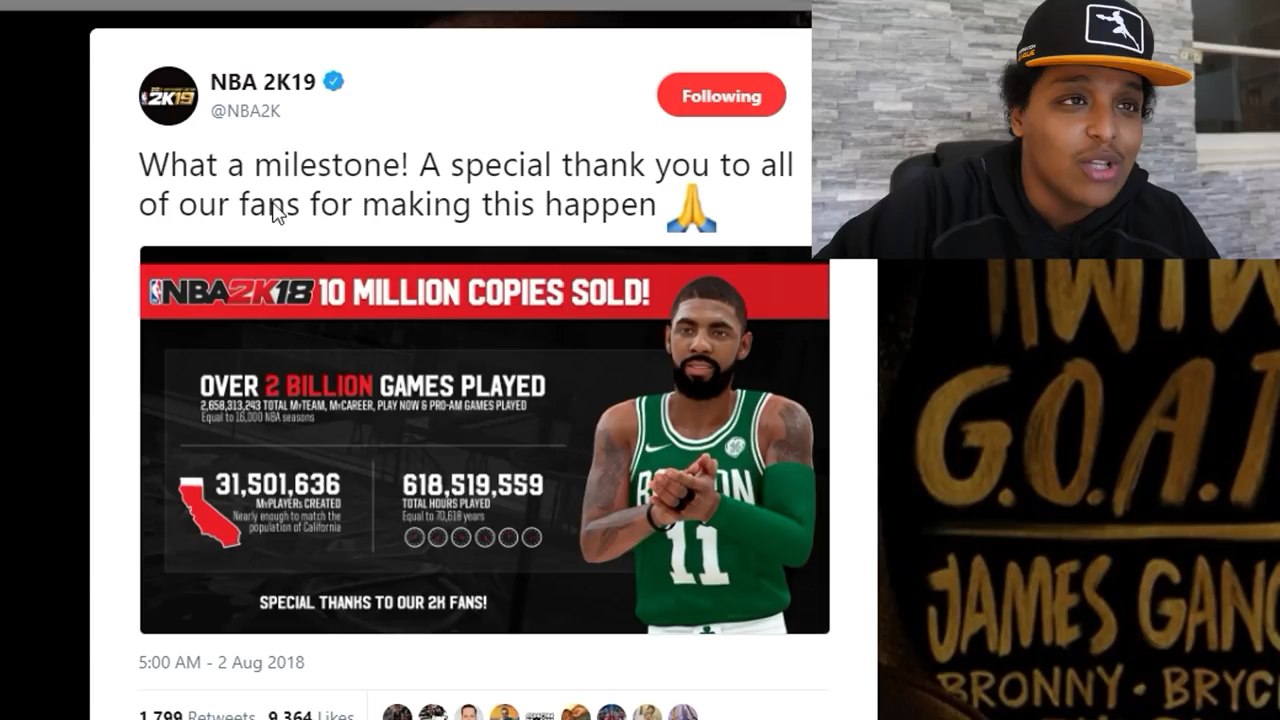 NBA 2K19
@NBA2K
Following
What a milestone! A special thank you to all
of our fans for making this happen 🙏
NBA2K18 10 MILLION COPIES SOLD!
OVER 2 BILLION GAMES PLAYED
2,658,313,243 TOTAL MyTEAM, MyCAREER, PLAY NOW & PRO-AM GAMES PLAYED
Equal to 16,000 NBA seasons
31,501,636
MyPLAYERs CREATED
Nearly enough to match the
population of California
618,519,559
TOTAL HOURS PLAYED
Equal to 70,618 years
11
SPECIAL THANKS TO OUR 2K FANS!
5:00 AM - 2 Aug 2018
1,799 Retweets 9,364 Likes
G.O.A.T
JAMES GANG
BRONNY · BRYC